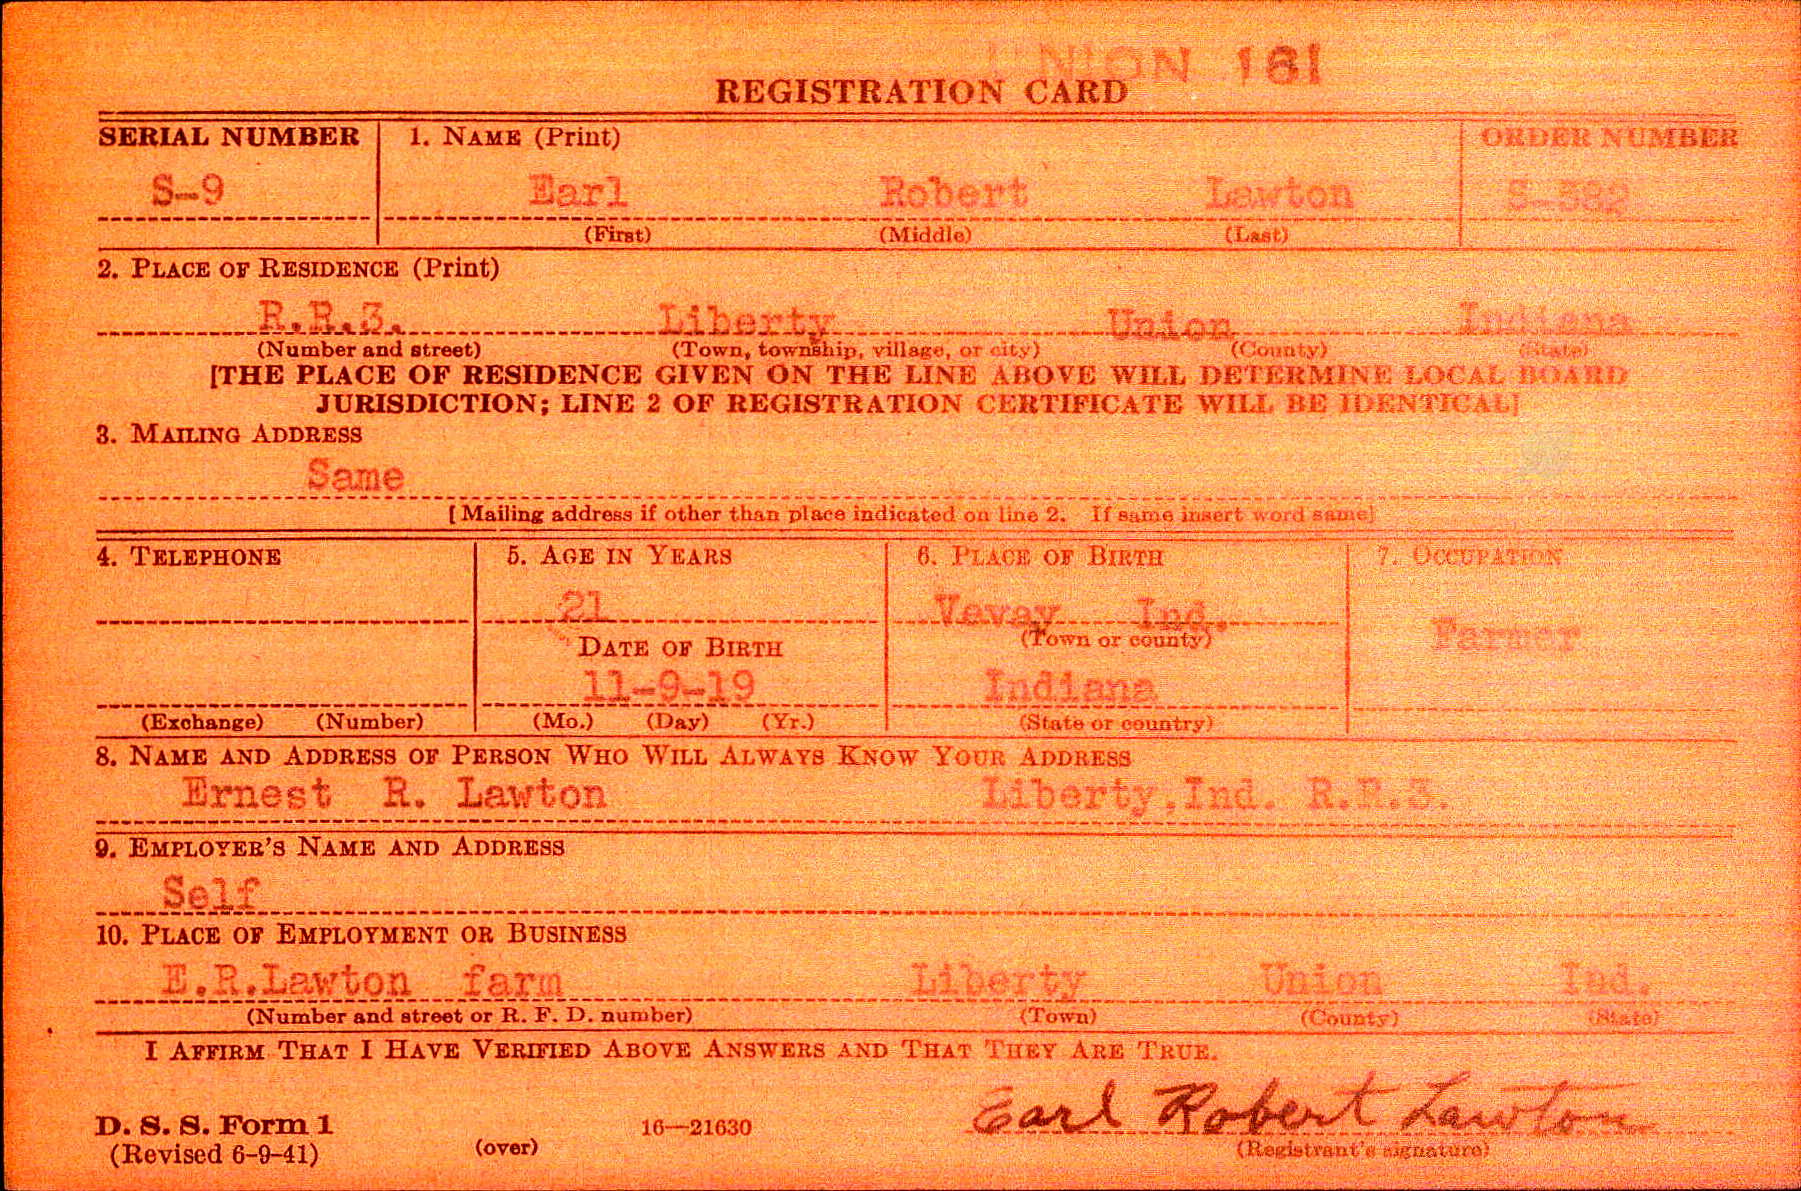 UNION 161
REGISTRATION CARD
SERIAL NUMBER 1. NAME (Print) ORDER NUMBER
S-9 Earl Robert Lawton S-382
(First) (Middle) (Last)
2. PLACE OF RESIDENCE (Print)
R.R.3. Liberty Union Indiana
(Number and street) (Town, township, village, or city) (County) (State)
[THE PLACE OF RESIDENCE GIVEN ON THE LINE ABOVE WILL DETERMINE LOCAL BOARD
JURISDICTION; LINE 2 OF REGISTRATION CERTIFICATE WILL BE IDENTICAL]
3. MAILING ADDRESS
Same
[Mailing address if other than place indicated on line 2. If same insert word same]
4. TELEPHONE 5. AGE IN YEARS 6. PLACE OF BIRTH 7. OCCUPATION
21 Vevay Ind. Farmer
DATE OF BIRTH (Town or county)
11-9-19 Indiana
(Exchange) (Number) (Mo.) (Day) (Yr.) (State or country)
8. NAME AND ADDRESS OF PERSON WHO WILL ALWAYS KNOW YOUR ADDRESS
Ernest R. Lawton Liberty,Ind. R.R.3.
9. EMPLOYER'S NAME AND ADDRESS
Self
10. PLACE OF EMPLOYMENT OR BUSINESS
E.R.Lawton farm Liberty Union Ind.
(Number and street or R. F. D. number) (Town) (County) (State)
I AFFIRM THAT I HAVE VERIFIED ABOVE ANSWERS AND THAT THEY ARE TRUE.
Earl Robert Lawton
D. S. S. Form 1 16—21630
(Revised 6-9-41) (over) (Registrant's signature)